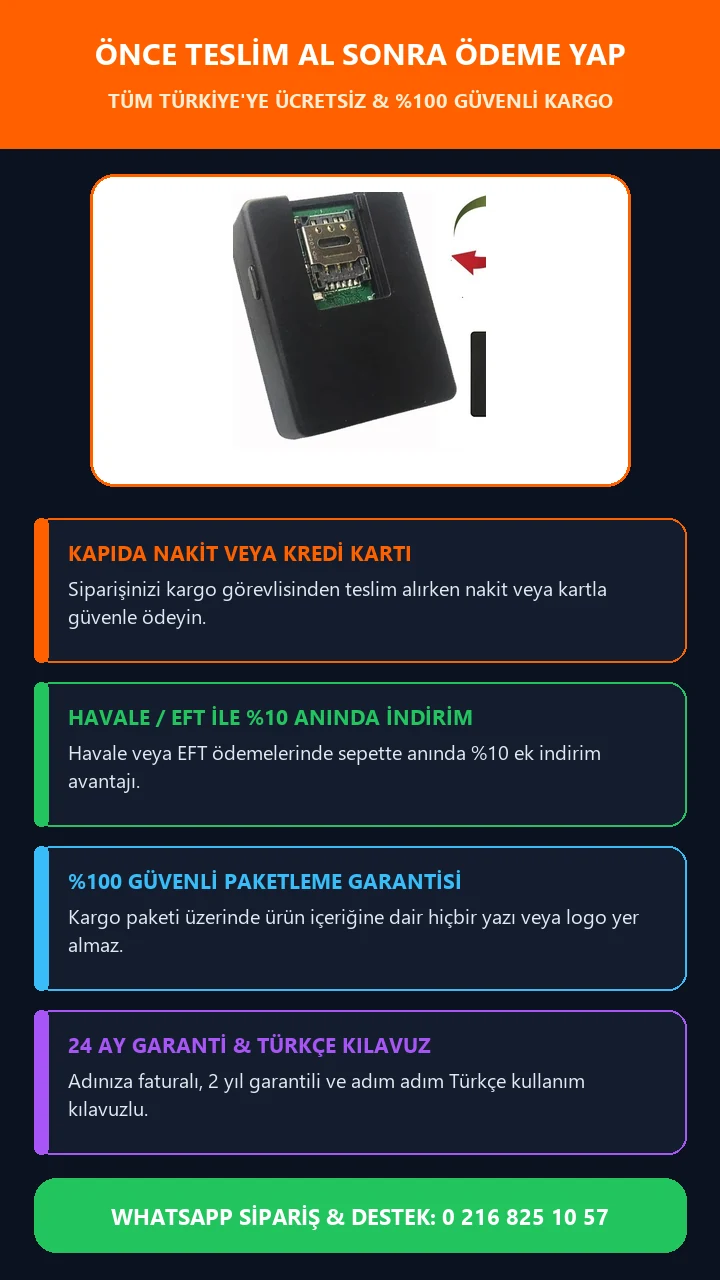 ÖNCE TESLİM AL SONRA ÖDEME YAP
TÜM TÜRKİYE'YE ÜCRETSİZ & %100 GÜVENLİ KARGO
KAPIDA NAKİT VEYA KREDİ KARTI
Siparişinizi kargo görevlisinden teslim alırken nakit veya kartla
güvenle ödeyin.
HAVALE / EFT İLE %10 ANINDA İNDİRİM
Havale veya EFT ödemelerinde sepette anında %10 ek indirim
avantajı.
%100 GÜVENLİ PAKETLEME GARANTİSİ
Kargo paketi üzerinde ürün içeriğine dair hiçbir yazı veya logo yer
almaz.
24 AY GARANTİ & TÜRKÇE KILAVUZ
Adınıza faturalı, 2 yıl garantili ve adım adım Türkçe kullanım
kılavuzlu.
WHATSAPP SİPARİŞ & DESTEK: 0 216 825 10 57